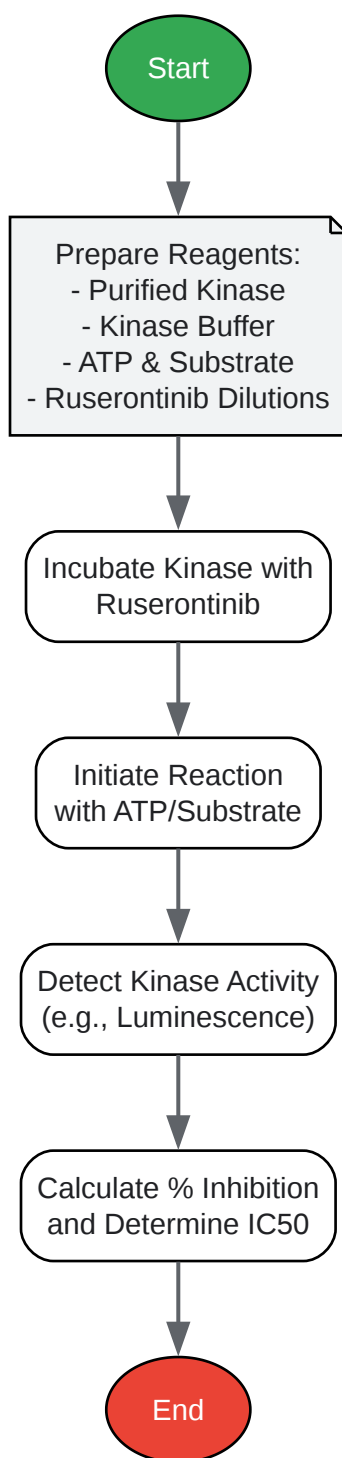 Start
Prepare Reagents:
- Purified Kinase
- Kinase Buffer
- ATP & Substrate
- Ruserontinib Dilutions
Incubate Kinase with
Ruserontinib
Initiate Reaction
with ATP/Substrate
Detect Kinase Activity
(e.g., Luminescence)
Calculate % Inhibition
and Determine IC50
End